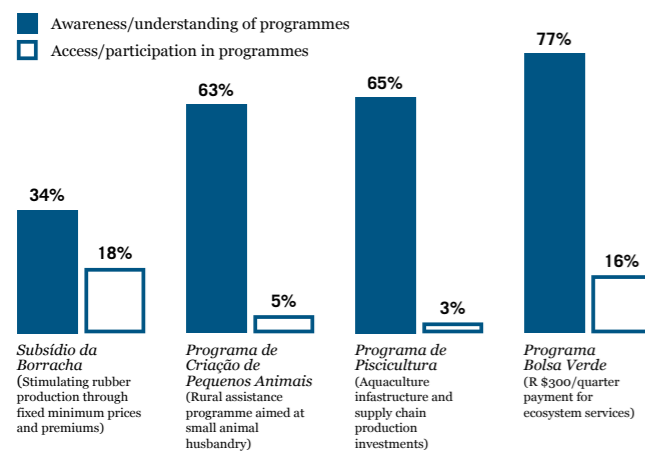 Awareness/understanding of programmes
Access/participation in programmes
34%
18%
63%
5%
65%
3%
77%
16%
Subsídio da
Borracha
(Stimulating rubber
production through
fixed minimum prices
and premiums)
Programa de
Criação de
Pequenos Animais
(Rural assistance
programme aimed at
small animal
husbandry)
Programa de
Piscicultura
(Aquaculture
infastructure and
supply chain
production
investments)
Programa
Bolsa Verde
(R $300/quarter
payment for
ecosystem services)